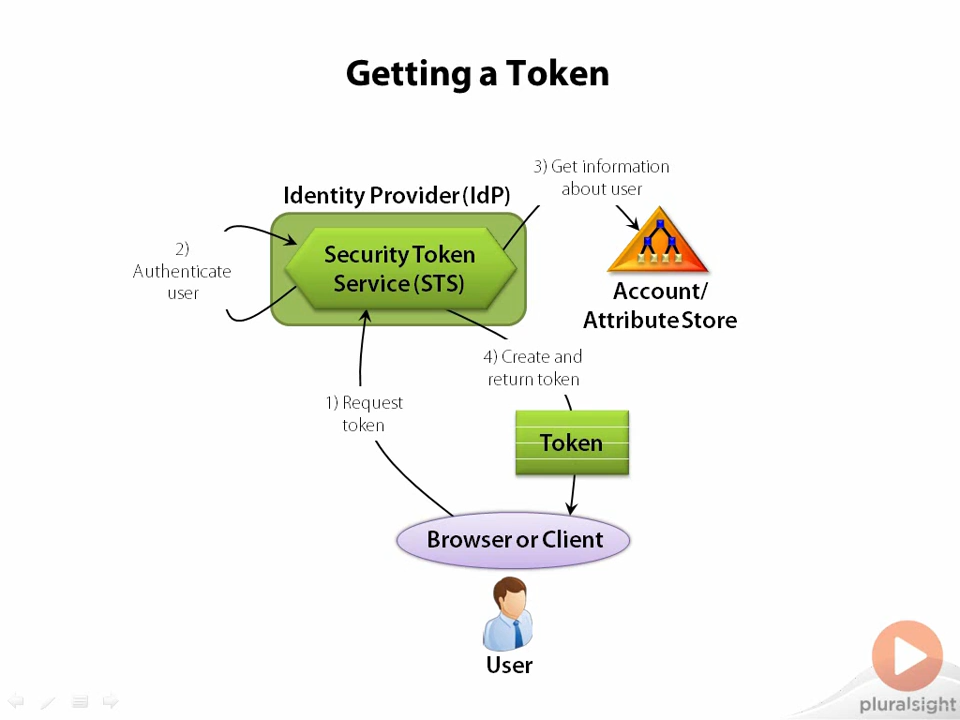 Getting a Token
3) Get information
about user
Identity Provider (IdP)
2)
Authenticate
user
Security Token
Service (STS)
Account/
Attribute Store
4) Create and
return token
1) Request
token
Token
Browser or Client
User
pluralsight